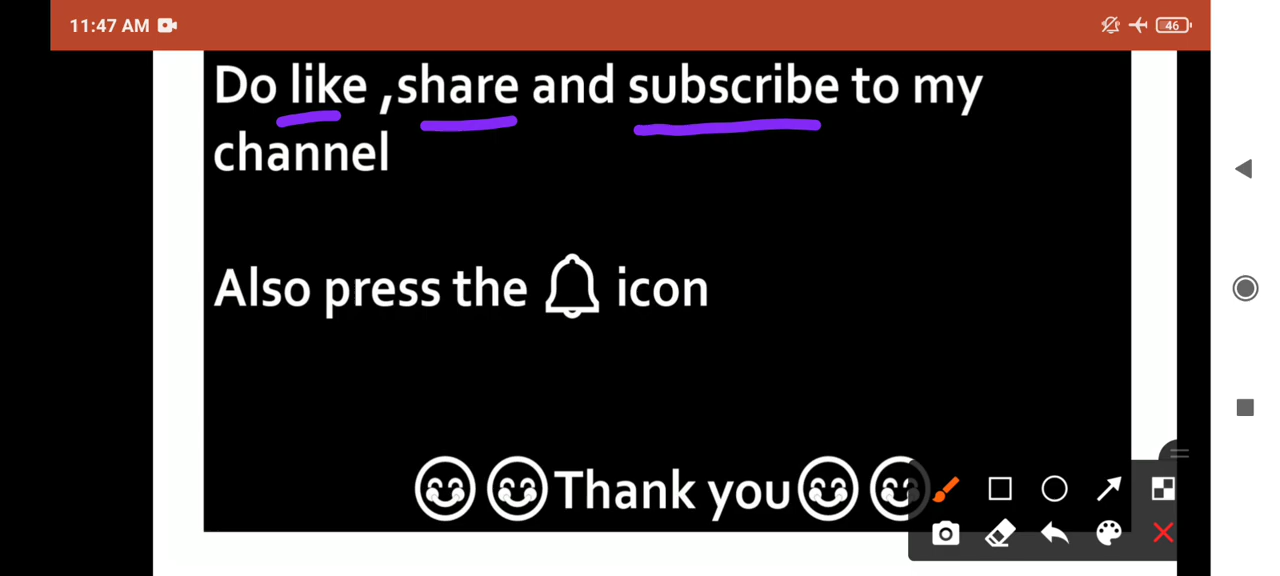 11:47 AM
46
Do like ,share and subscribe to my
channel
Also press the icon
Thank you